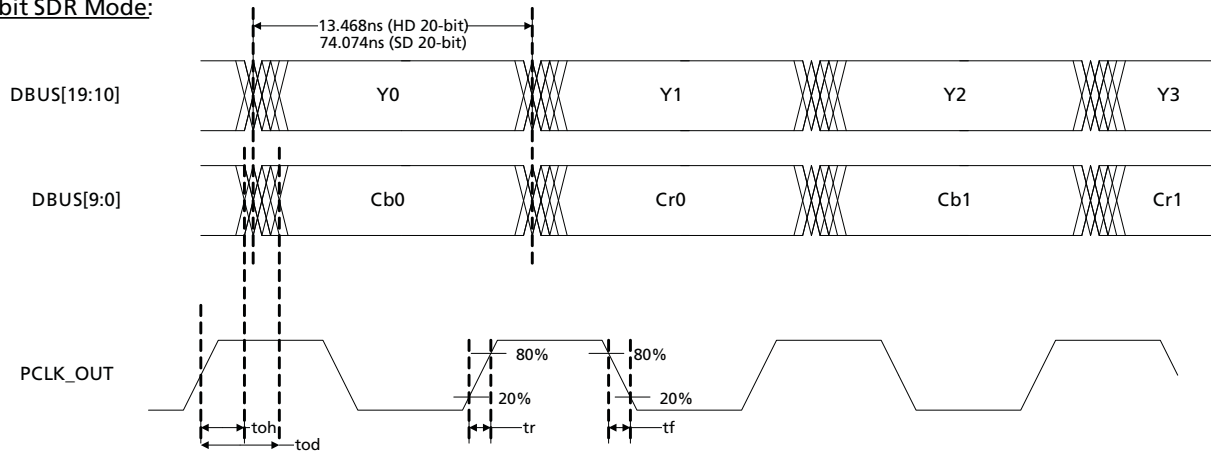 bit SDR Mode:
13.468ns (HD 20-bit)
74.074ns (SD 20-bit)
DBUS[19:10]
Y0
Y1
Y2
Y3
DBUS[9:0]
Cb0
Cr0
Cb1
Cr1
PCLK_OUT
80%
80%
20%
20%
toh
tr
tf
tod